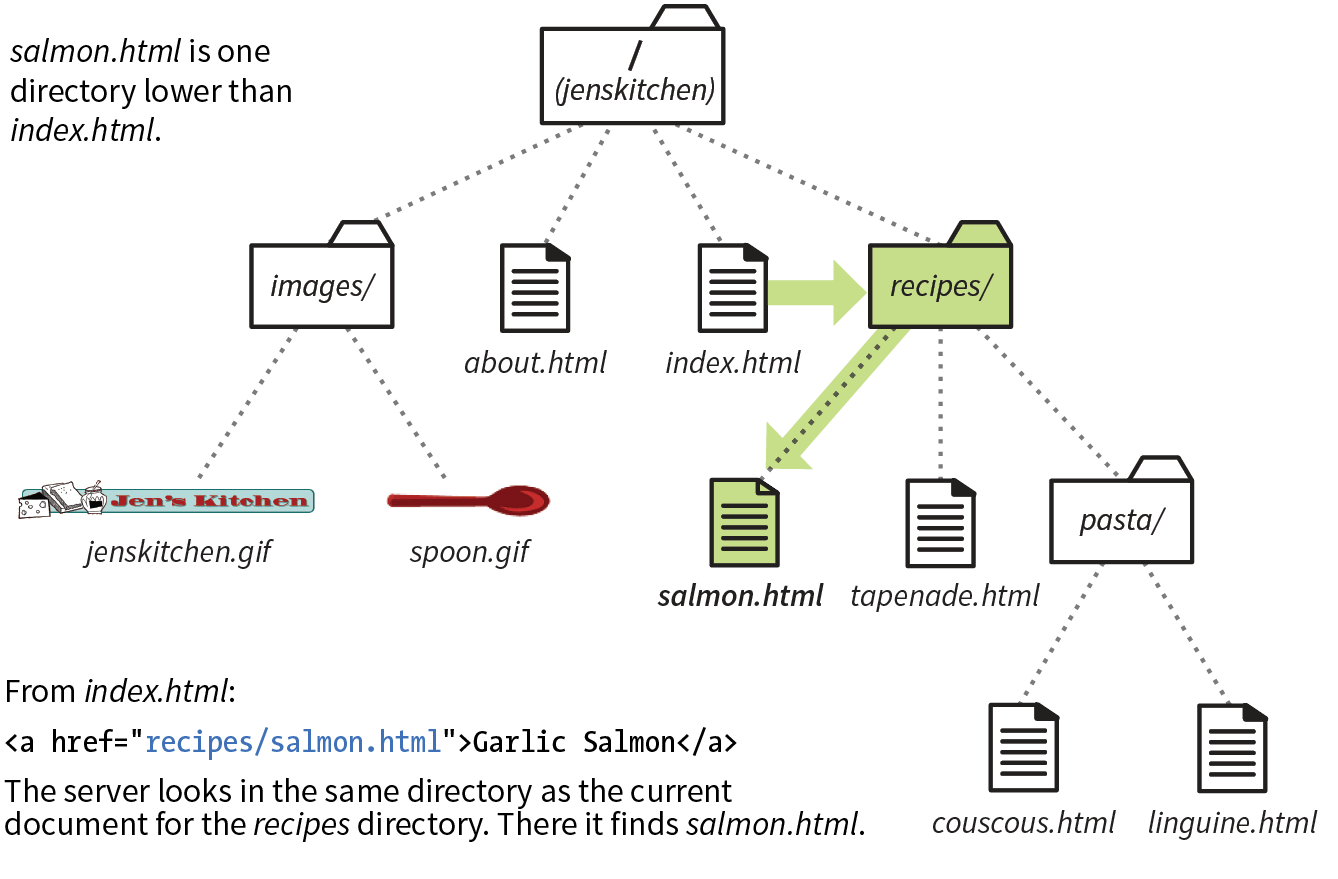 salmon.html is one
directory lower than
index.html.
/
(jenskitchen)
images/
about.html
index.html
recipes/
Jen's Kitchen
jenskitchen.gif
spoon.gif
salmon.html
tapenade.html
pasta/
couscous.html
linguine.html
From index.html:
<a href="recipes/salmon.html">Garlic Salmon</a>
The server looks in the same directory as the current
document for the recipes directory. There it finds salmon.html.